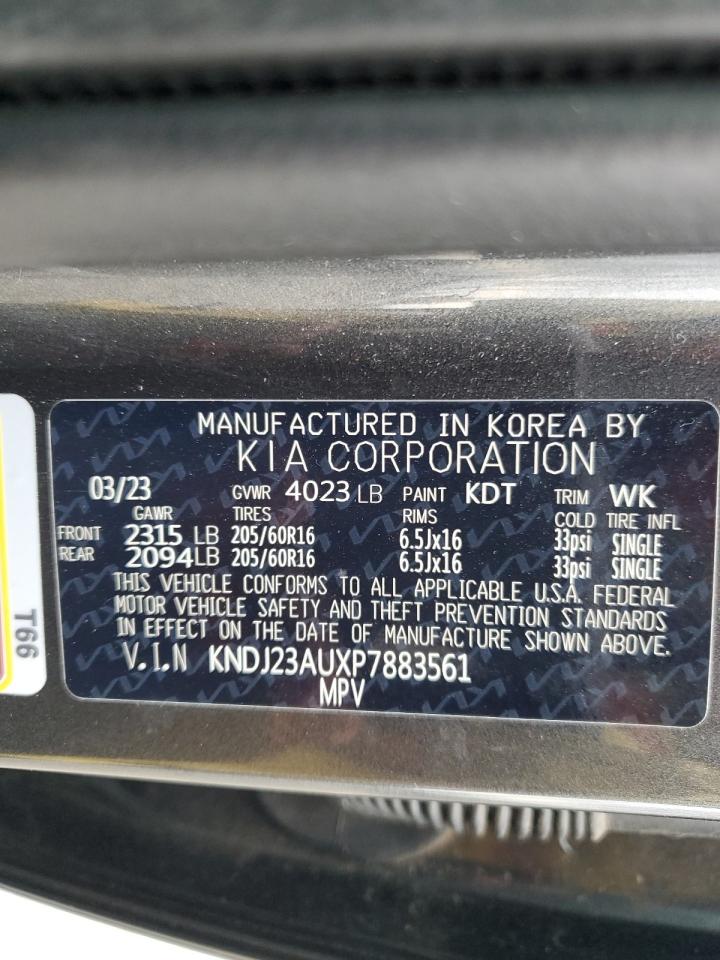 MANUFACTURED IN KOREA BY
KIA CORPORATION
03/23 GVWR 4023 LB PAINT KDT TRIM WK
GAWR TIRES RIMS COLD TIRE INFL
FRONT 2315 LB 205/60R16 6.5Jx16 33psi SINGLE
REAR 2094 LB 205/60R16 6.5Jx16 33psi SINGLE
THIS VEHICLE CONFORMS TO ALL APPLICABLE U.S.A. FEDERAL
MOTOR VEHICLE SAFETY AND THEFT PREVENTION STANDARDS
IN EFFECT ON THE DATE OF MANUFACTURE SHOWN ABOVE.
V.I.N KNDJ23AUXP7883561
MPV
T66